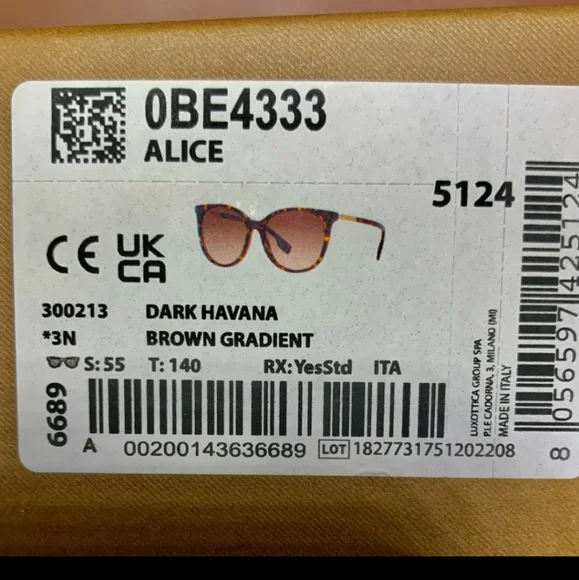 0BE4333
ALICE
5124
CE UK
CA
300213 DARK HAVANA
*3N BROWN GRADIENT
S: 55 T: 140 RX:YesStd ITA
6689
A 00200143636689 LOT 1827731751202208
LUXOTTICA GROUP SPA
P.LE CADORNA, 3, MILANO (MI)
MADE IN ITALY
8 056597 425124